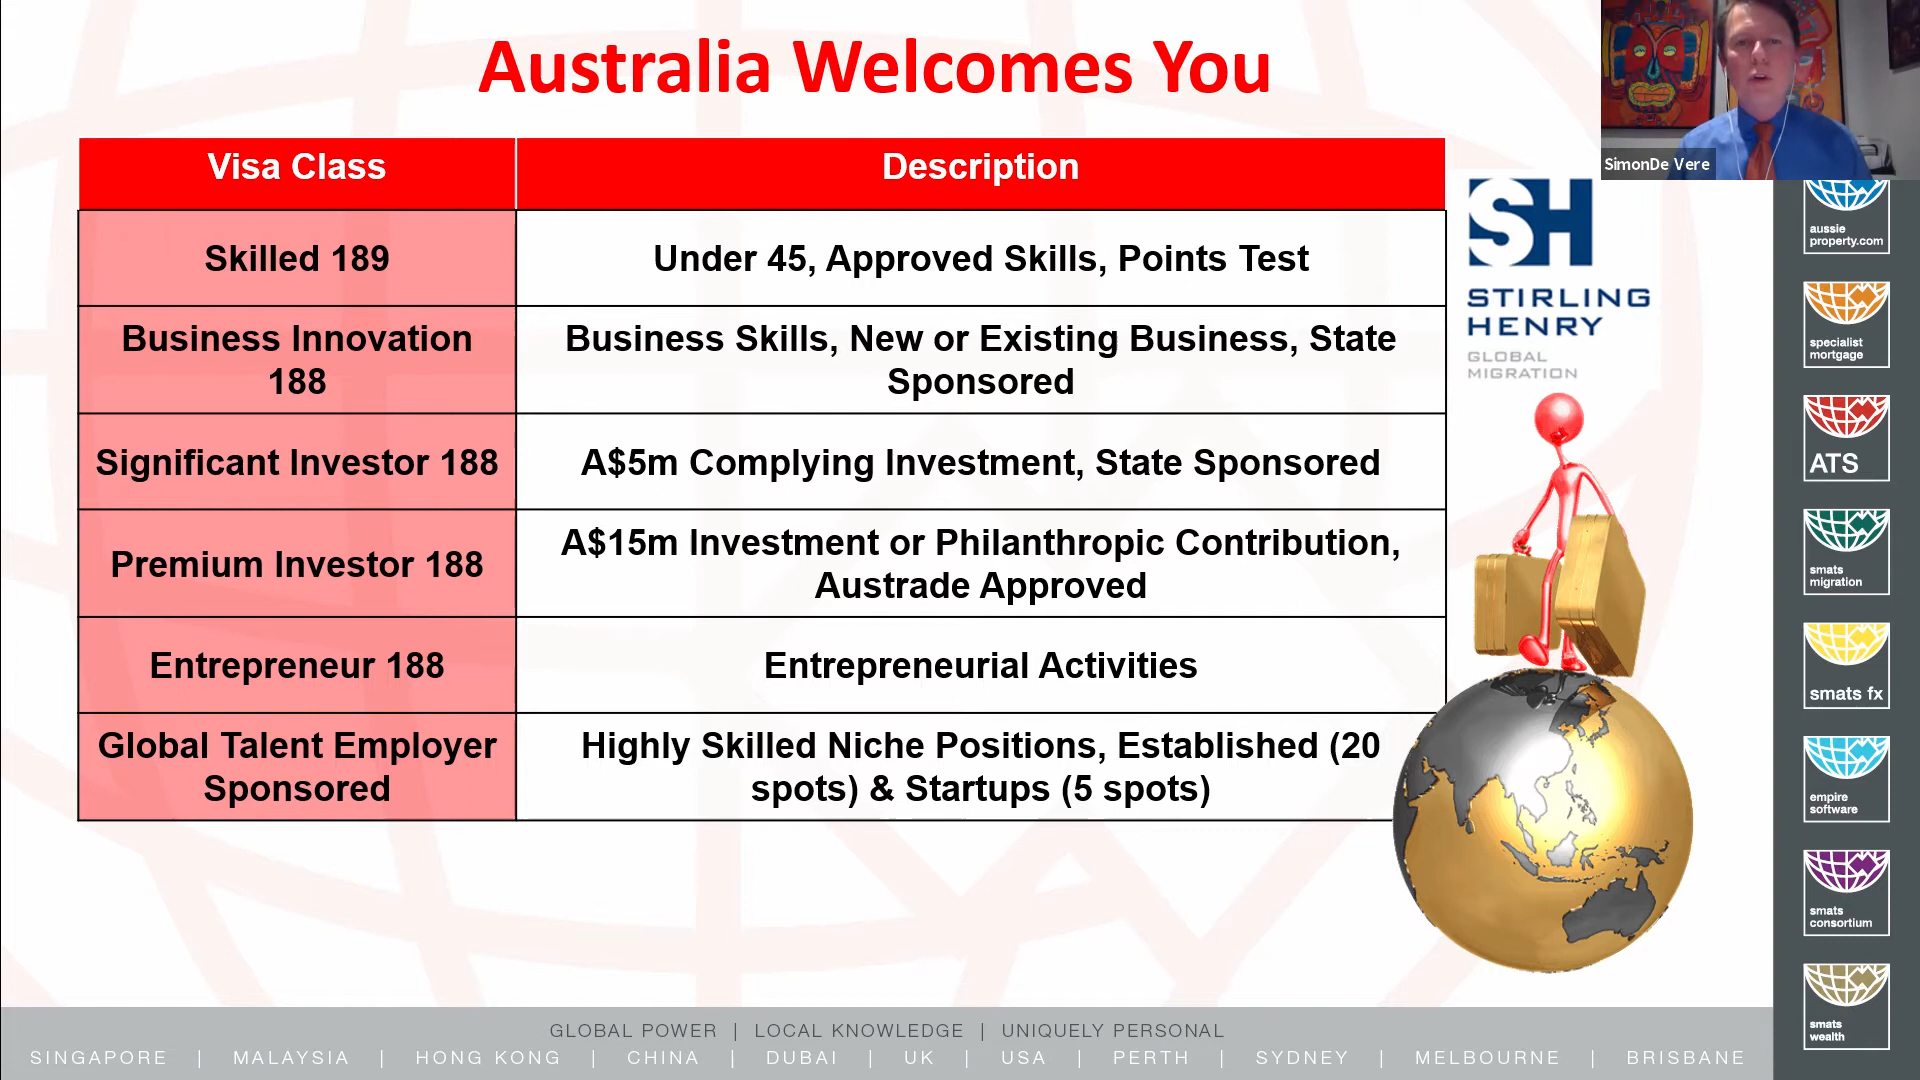 Australia Welcomes You
SimonDe Vere
Visa Class
Description
Skilled 189
Under 45, Approved Skills, Points Test
Business Innovation
188
Business Skills, New or Existing Business, State
Sponsored
Significant Investor 188
A$5m Complying Investment, State Sponsored
Premium Investor 188
A$15m Investment or Philanthropic Contribution,
Austrade Approved
Entrepreneur 188
Entrepreneurial Activities
Global Talent Employer
Sponsored
Highly Skilled Niche Positions, Established (20
spots) & Startups (5 spots)
SH
STIRLING
HENRY
GLOBAL
MIGRATION
aussie
property.com
specialist
mortgage
ATS
smats
migration
smats fx
empire
software
smats
consortium
smats
wealth
GLOBAL POWER | LOCAL KNOWLEDGE | UNIQUELY PERSONAL
SINGAPORE | MALAYSIA | HONG KONG | CHINA | DUBAI | UK | USA | PERTH | SYDNEY | MELBOURNE | BRISBANE